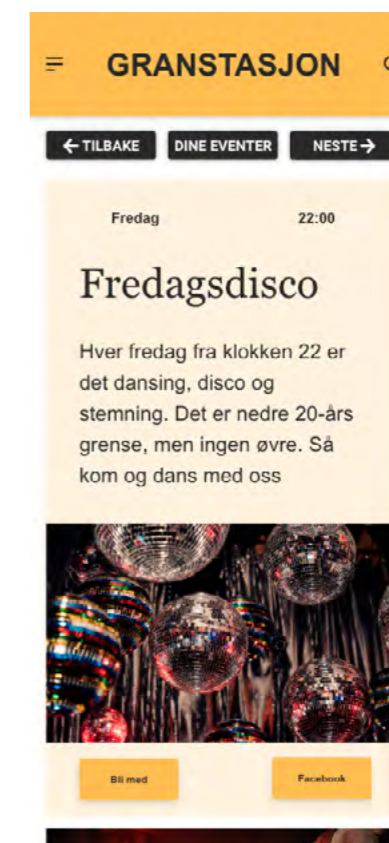 GRANSTASJON
TILBAKE DINE EVENTER NESTE
Fredag 22:00
Fredagsdisco
Hver fredag fra klokken 22 er
det dansing, disco og
stemning. Det er nedre 20-års
grense, men ingen øvre. Så
kom og dans med oss
Bli med Facebook